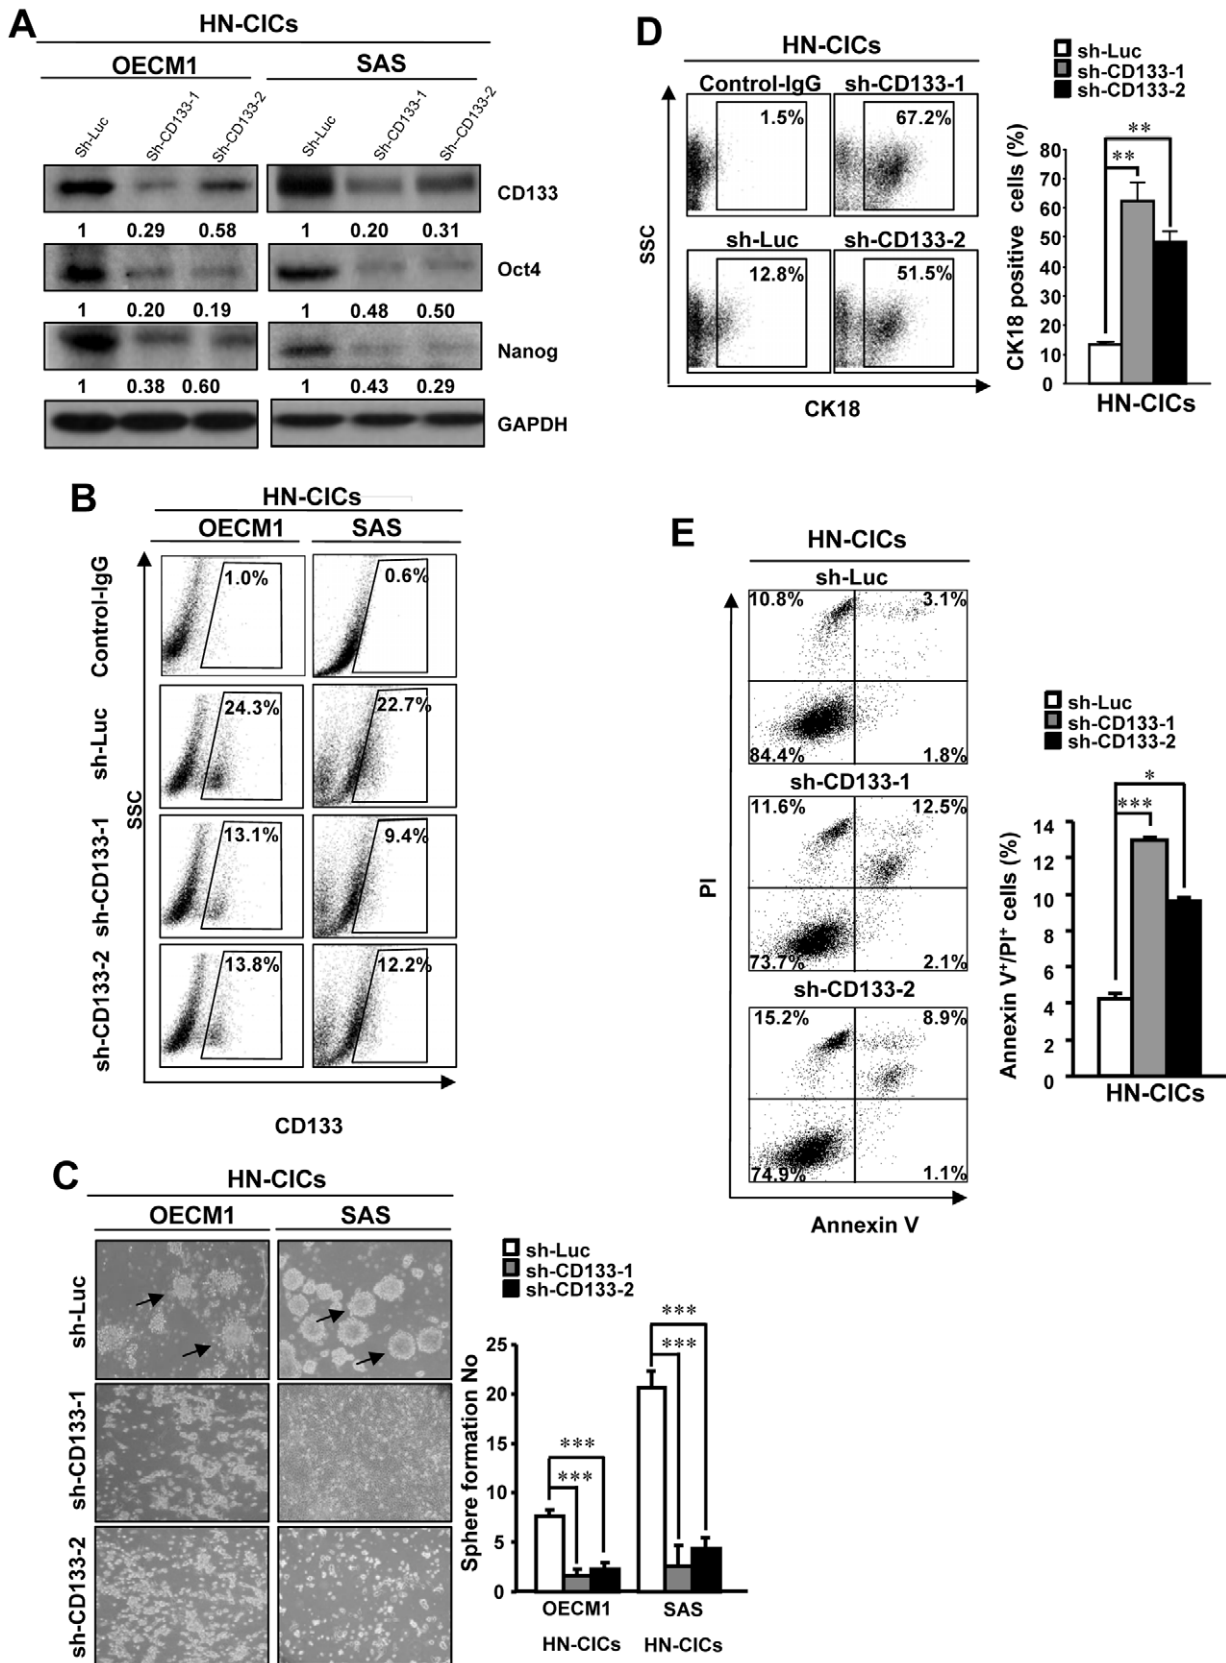 A
HN-CICs
OECM1 SAS
Sh-Luc Sh-CD133-1 Sh-CD133-2 Sh-Luc Sh-CD133-1 Sh-CD133-2
CD133
1 0.29 0.58 1 0.20 0.31
Oct4
1 0.20 0.19 1 0.48 0.50
Nanog
1 0.38 0.60 1 0.43 0.29
GAPDH
B
HN-CICs
OECM1 SAS
Control-IgG
1.0% 0.6%
sh-Luc
24.3% 22.7%
sh-CD133-1
13.1% 9.4%
sh-CD133-2
13.8% 12.2%
SSC
CD133
C
HN-CICs
OECM1 SAS
sh-Luc
sh-CD133-1
sh-CD133-2
sh-Luc
sh-CD133-1
sh-CD133-2
Sphere formation No
25
20
15
10
5
0
*** *** *** ***
OECM1 SAS
HN-CICs HN-CICs
D
HN-CICs
Control-IgG sh-CD133-1
1.5% 67.2%
sh-Luc sh-CD133-2
12.8% 51.5%
SSC
CK18
sh-Luc
sh-CD133-1
sh-CD133-2
CK18 positive cells (%)
80
70
60
50
40
30
20
10
0
**
**
HN-CICs
E
HN-CICs
sh-Luc
10.8% 3.1%
84.4% 1.8%
sh-CD133-1
11.6% 12.5%
73.7% 2.1%
sh-CD133-2
15.2% 8.9%
74.9% 1.1%
PI
Annexin V
sh-Luc
sh-CD133-1
sh-CD133-2
Annexin V+/PI+ cells (%)
14
12
10
8
6
4
2
0
*
***
HN-CICs